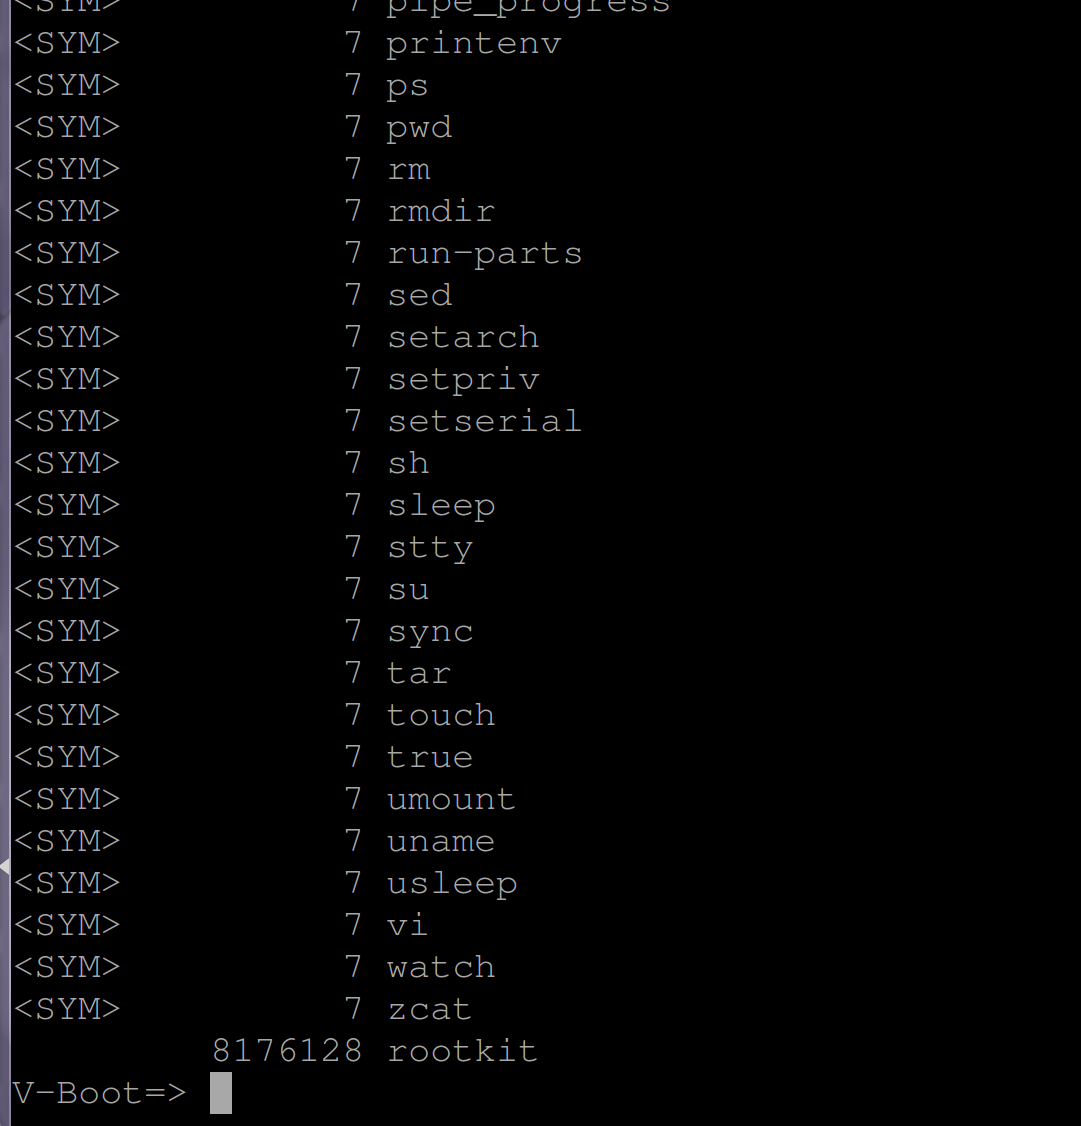 <SYM> 7 pipe_progress
<SYM> 7 printenv
<SYM> 7 ps
<SYM> 7 pwd
<SYM> 7 rm
<SYM> 7 rmdir
<SYM> 7 run-parts
<SYM> 7 sed
<SYM> 7 setarch
<SYM> 7 setpriv
<SYM> 7 setserial
<SYM> 7 sh
<SYM> 7 sleep
<SYM> 7 stty
<SYM> 7 su
<SYM> 7 sync
<SYM> 7 tar
<SYM> 7 touch
<SYM> 7 true
<SYM> 7 umount
<SYM> 7 uname
<SYM> 7 usleep
<SYM> 7 vi
<SYM> 7 watch
<SYM> 7 zcat
8176128 rootkit
V-Boot=>